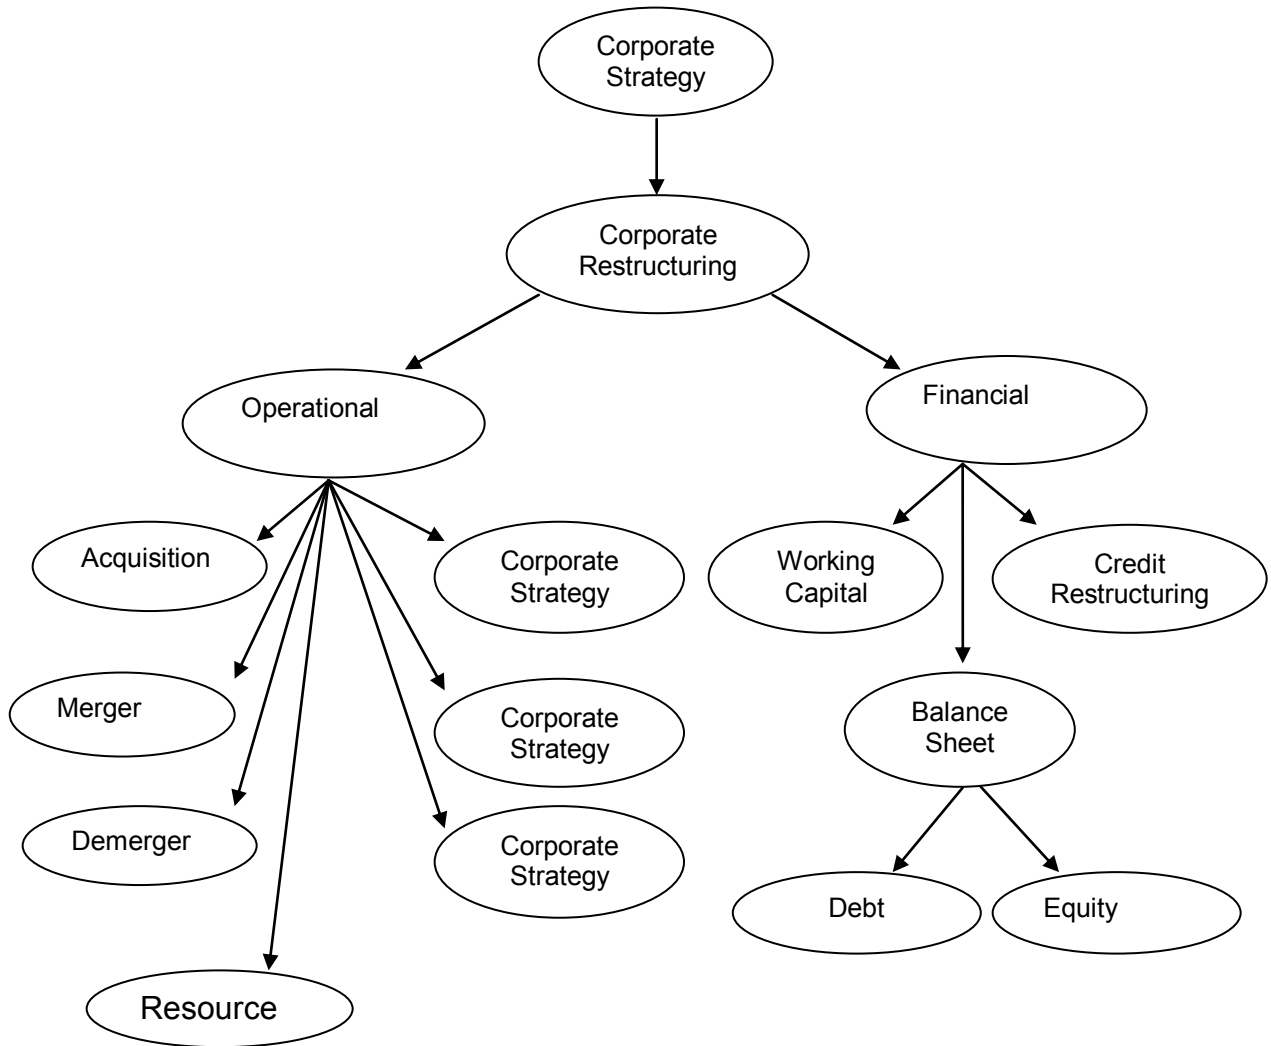 Corporate
Strategy
Corporate
Restructuring
Operational
Financial
Acquisition
Corporate
Strategy
Working
Capital
Credit
Restructuring
Merger
Corporate
Strategy
Balance
Sheet
Demerger
Corporate
Strategy
Debt
Equity
Resource